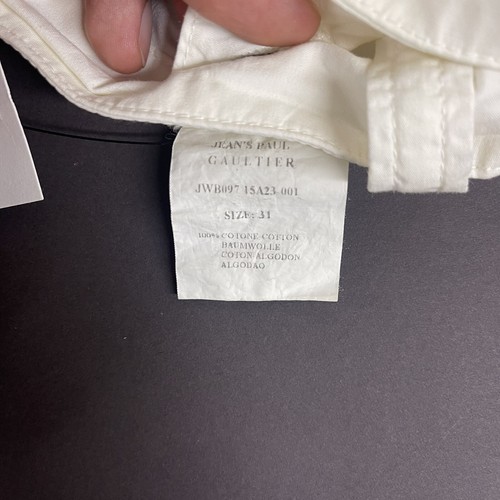 JEAN'S PAUL
GAULTIER
JWB097 15A23-001
SIZE: 31
100% COTONE-COTTON
BAUMWOLLE
COTON-ALGODON
ALGODAO